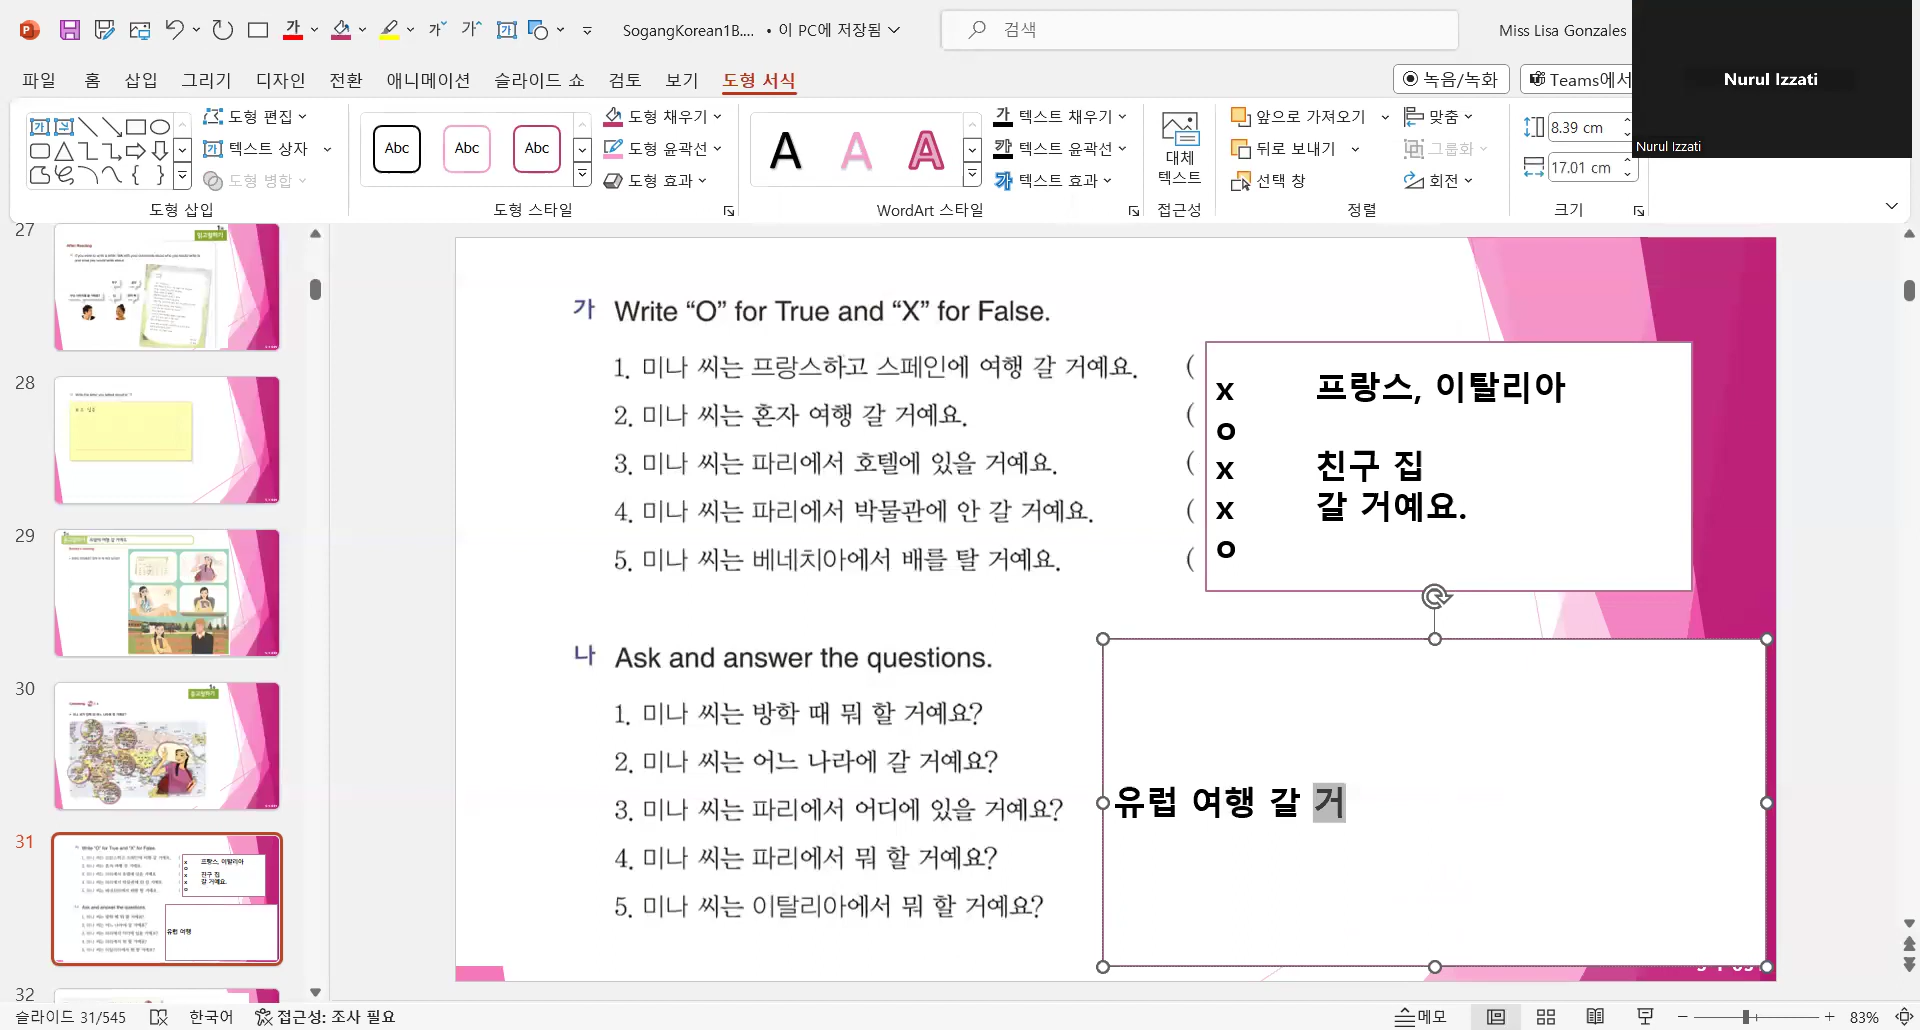 SogangKorean1B.... • 이 PC에 저장됨
검색
Miss Lisa Gonzales
파일 홈 삽입 그리기 디자인 전환 애니메이션 슬라이드 쇼 검토 보기 도형 서식
녹음/녹화
Teams에서
Nurul Izzati
Nurul Izzati
도형 편집
텍스트 상자
도형 병합
도형 삽입
Abc Abc Abc
도형 채우기
도형 윤곽선
도형 효과
도형 스타일
A A A
텍스트 채우기
텍스트 윤곽선
텍스트 효과
WordArt 스타일
대체
텍스트
접근성
앞으로 가져오기
뒤로 보내기
선택 창
맞춤
그룹화
회전
정렬
8.39 cm
17.01 cm
크기
27
28
29
30
31
32
가 Write “O” for True and “X” for False.
1. 미나 씨는 프랑스하고 스페인에 여행 갈 거예요. (
2. 미나 씨는 혼자 여행 갈 거예요. (
3. 미나 씨는 파리에서 호텔에 있을 거예요. (
4. 미나 씨는 파리에서 박물관에 안 갈 거예요. (
5. 미나 씨는 베네치아에서 배를 탈 거예요. (
x 프랑스, 이탈리아
o
x 친구 집
x 갈 거예요.
o
나 Ask and answer the questions.
1. 미나 씨는 방학 때 뭐 할 거예요?
2. 미나 씨는 어느 나라에 갈 거예요?
3. 미나 씨는 파리에서 어디에 있을 거예요?
4. 미나 씨는 파리에서 뭐 할 거예요?
5. 미나 씨는 이탈리아에서 뭐 할 거예요?
유럽 여행 갈 거
슬라이드 31/545
한국어
접근성: 조사 필요
메모
83%